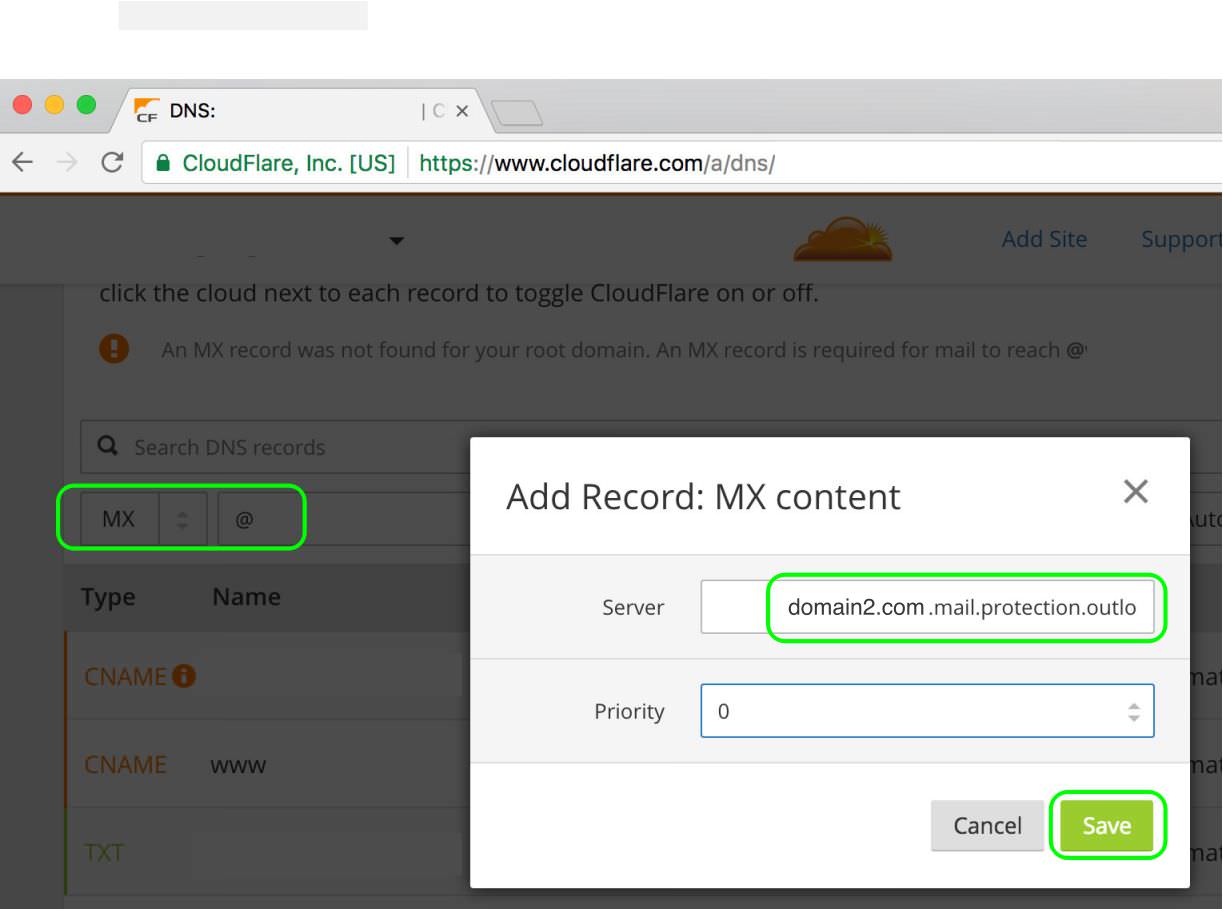 CF DNS: | C
CloudFlare, Inc. [US] https://www.cloudflare.com/a/dns/
Add Site Support
click the cloud next to each record to toggle CloudFlare on or off.
An MX record was not found for your root domain. An MX record is required for mail to reach @
Search DNS records
MX @
Type Name
CNAME
CNAME www
TXT
Add Record: MX content
Server domain2.com.mail.protection.outlo
Priority 0
Cancel Save